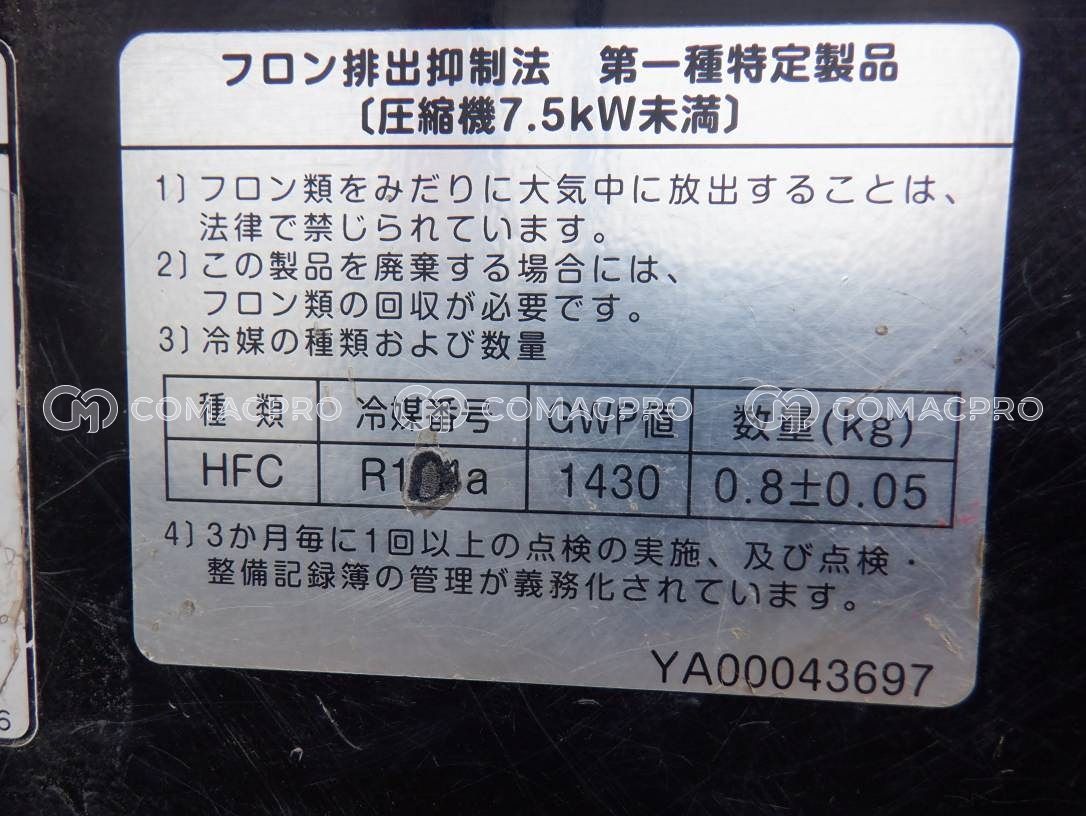 フロン排出抑制法 第一種特定製品
〔圧縮機7.5kW未満〕
1〕フロン類をみだりに大気中に放出することは、
法律で禁じられています。
2〕この製品を廃棄する場合には、
フロン類の回収が必要です。
3〕冷媒の種類および数量
種類 冷媒番号 GWP値 数量(kg)
COMACPRO COMACPRO COMACPRO
HFC 1430 0.8±0.05
4〕3か月毎に1回以上の点検の実施、及び点検・
整備記録簿の管理が義務化されています。
YA00043697
6